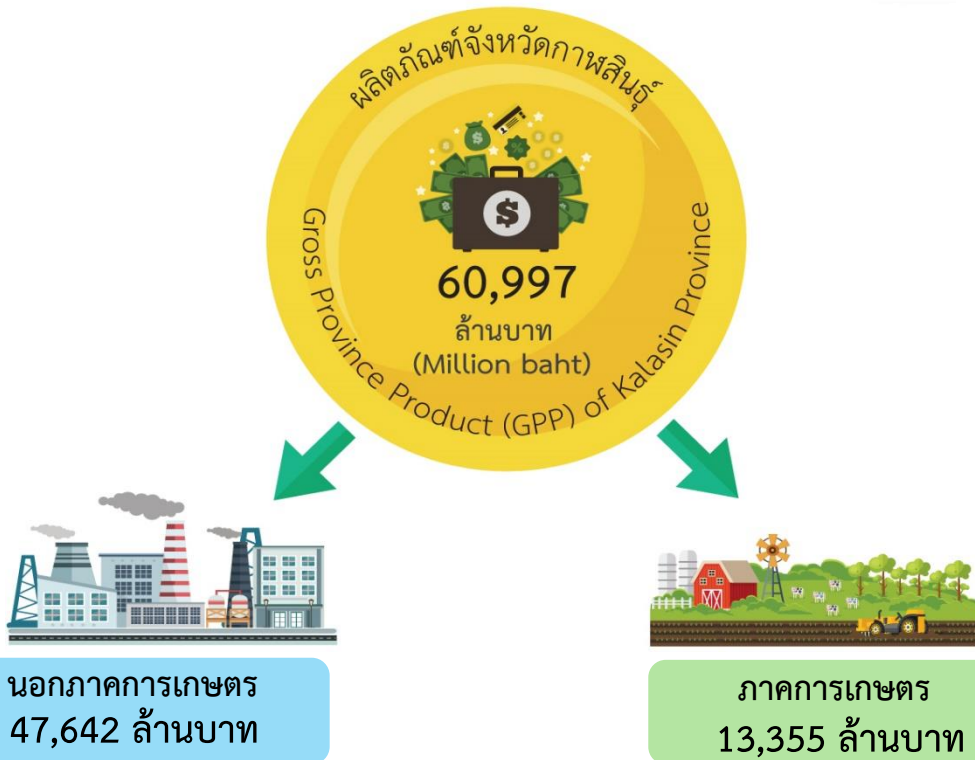 ผลิตภัณฑ์จังหวัดกาฬสินธุ์
60,997
ล้านบาท
(Million baht)
Gross Province Product (GPP) of Kalasin Province
นอกภาคการเกษตร
47,642 ล้านบาท
ภาคการเกษตร
13,355 ล้านบาท